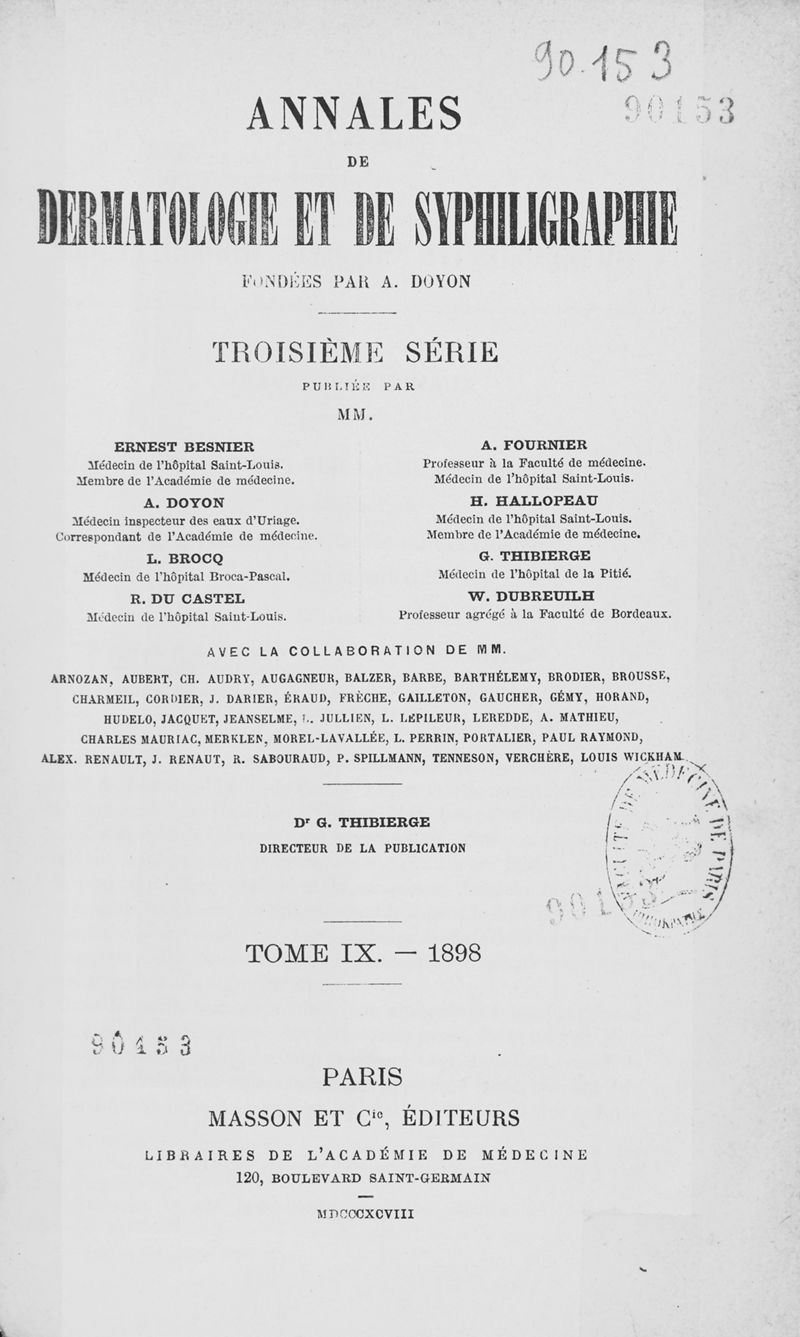 90153
ANNALES
90153
DE
DERMATOLOGIE ET DE SYPHILIGRAPHIE
FONDÉES PAR A. DOYON
TROISIÈME SÉRIE
PUBLIÉE PAR
MM.
ERNEST BESNIER
Médecin de l'hôpital Saint-Louis.
Membre de l'Académie de médecine.
A. DOYON
Médecin inspecteur des eaux d'Uriage.
Correspondant de l'Académie de médecine.
L. BROCQ
Médecin de l'hôpital Broca-Pascal.
R. DU CASTEL
Médecin de l'hôpital Saint-Louis.
A. FOURNIER
Professeur à la Faculté de médecine.
Médecin de l'hôpital Saint-Louis.
H. HALLOPEAU
Médecin de l'hôpital Saint-Louis.
Membre de l'Académie de médecine.
G. THIBIERGE
Médecin de l'hôpital de la Pitié.
W. DUBREUILH
Professeur agrégé à la Faculté de Bordeaux.
AVEC LA COLLABORATION DE MM.
ARNOZAN, AUBERT, CH. AUDRY, AUGAGNEUR, BALZER, BARBE, BARTHÉLEMY, BRODIER, BROUSSE,
CHARMEIL, CORDIER, J. DARIER, ÉRAUD, FRÈCHE, GAILLETON, GAUCHER, GÉMY, HORAND,
HUDELO, JACQUET, JEANSELME, L. JULLIEN, L. LEPILEUR, LEREDDE, A. MATHIEU,
CHARLES MAURIAC, MERKLEN, MOREL-LAVALLÉE, L. PERRIN, PORTALIER, PAUL RAYMOND,
ALEX. RENAULT, J. RENAUT, R. SABOURAUD, P. SPILLMANN, TENNESON, VERCHÈRE, LOUIS WICKHAM.
Dr G. THIBIERGE
DIRECTEUR DE LA PUBLICATION
DE PARIS
TOME IX. — 1898
90153
PARIS
MASSON ET Cie, ÉDITEURS
LIBRAIRES DE L'ACADÉMIE DE MÉDECINE
120, BOULEVARD SAINT-GERMAIN
MDCCCXCVIII